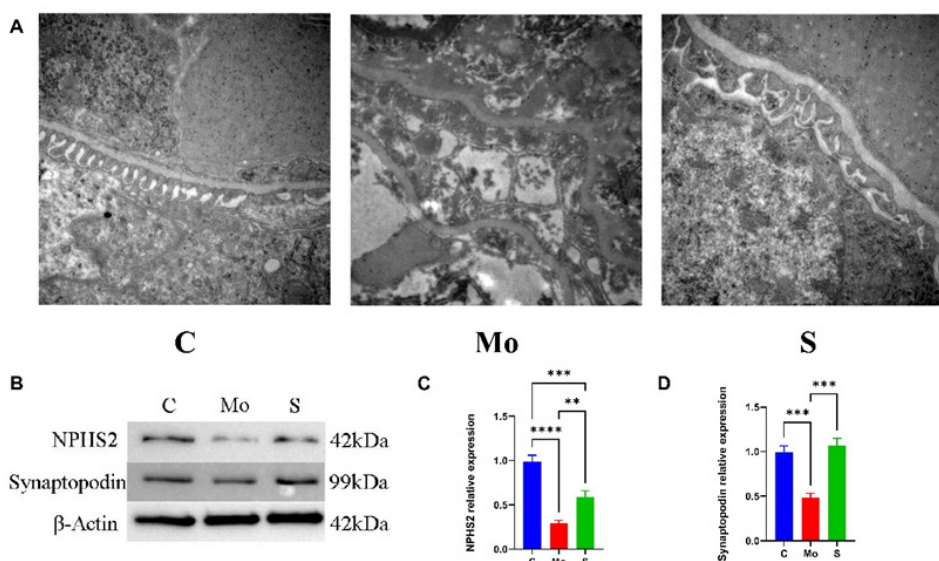 A
C Mo S
B
C Mo S
NPHS2 42kDa
Synaptopodin 99kDa
β-Actin 42kDa
C
NPHS2 relative expression
1.5
1.0
0.5
0.0
***
**
****
C Mo S
D
Synaptopodin relative expression
1.5
1.0
0.5
0.0
***
***
C Mo S